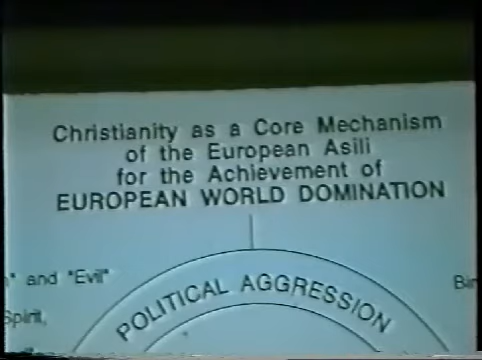 Christianity as a Core Mechanism
of the European Asili
for the Achievement of
EUROPEAN WORLD DOMINATION
" and "Evil"
POLITICAL AGGRESSION
Spirit,